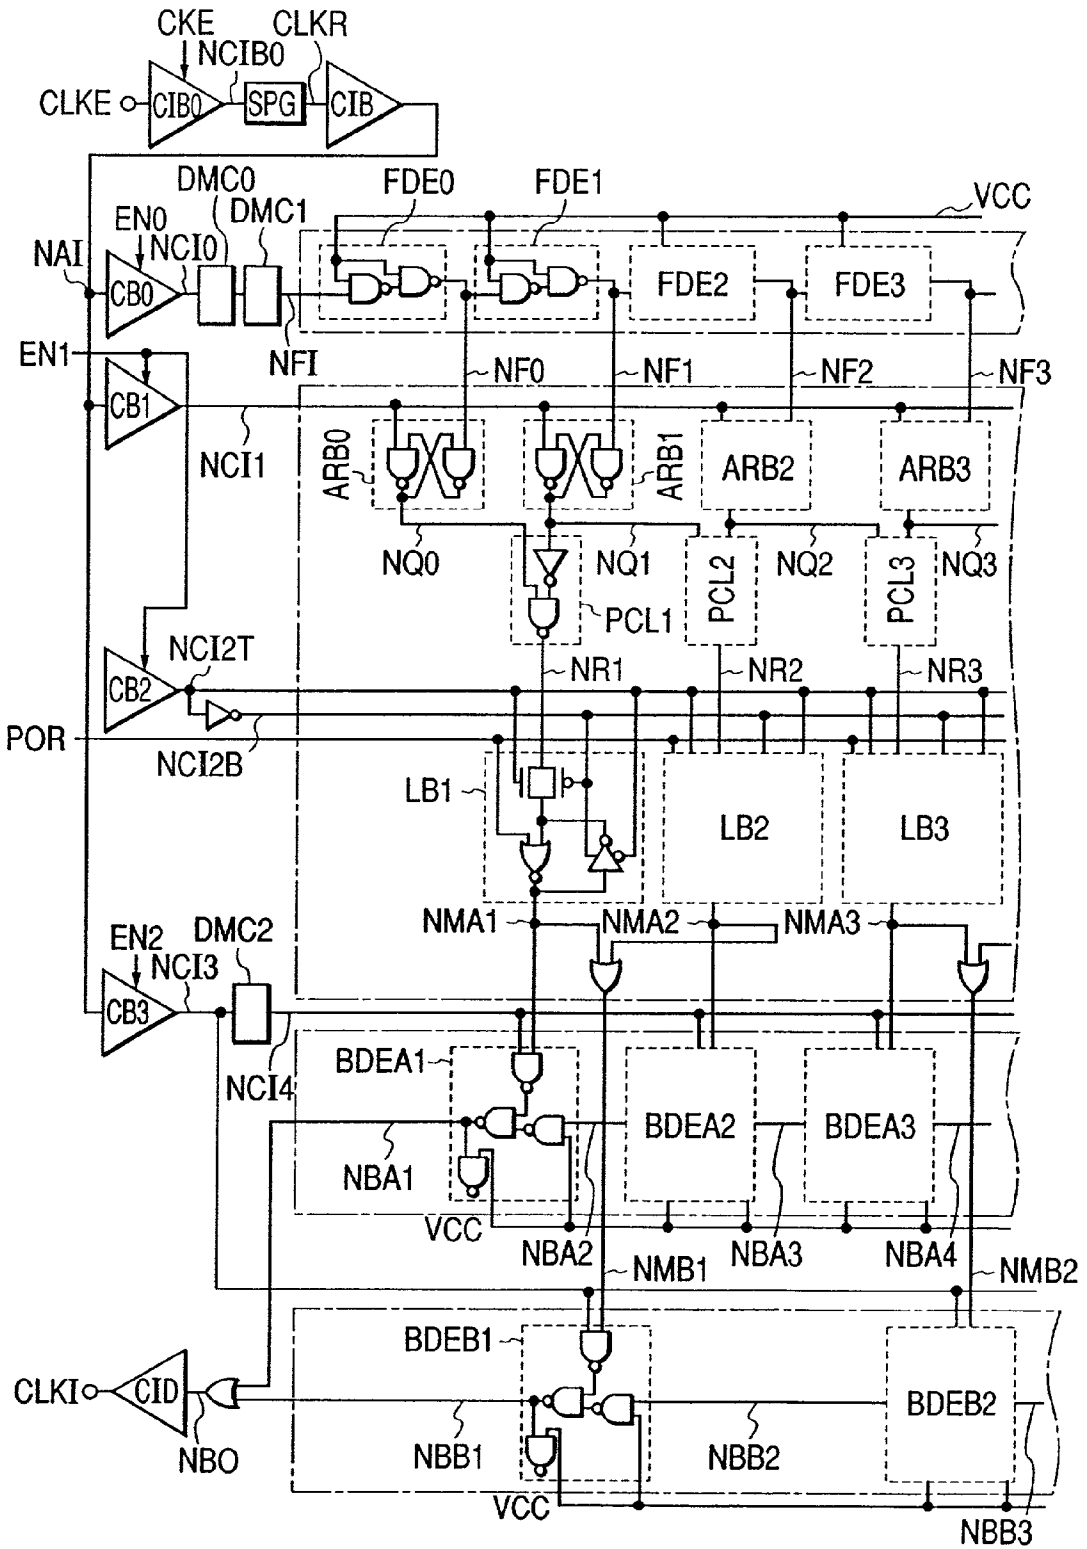 CKE
CLKR
NCIB0
CLKE
CIB0
SPG
CIB
DMC0
FDE0
FDE1
VCC
EN0
DMC1
NCI0
NAI
CB0
FDE2
FDE3
EN1
NFI
NF0
NF1
NF2
NF3
CB1
NCI1
ARB0
ARB1
ARB2
ARB3
NQ0
NQ1
NQ2
NQ3
PCL2
PCL3
PCL1
NCI2T
NR1
NR2
NR3
CB2
POR
NCI2B
LB1
LB2
LB3
NMA1
NMA2
NMA3
EN2
DMC2
NCI3
CB3
BDEA1
NCI4
BDEA2
BDEA3
NBA1
VCC
NBA2
NBA3
NBA4
NMB1
NMB2
BDEB1
CLKI
CID
BDEB2
NBO
NBB1
NBB2
VCC
NBB3